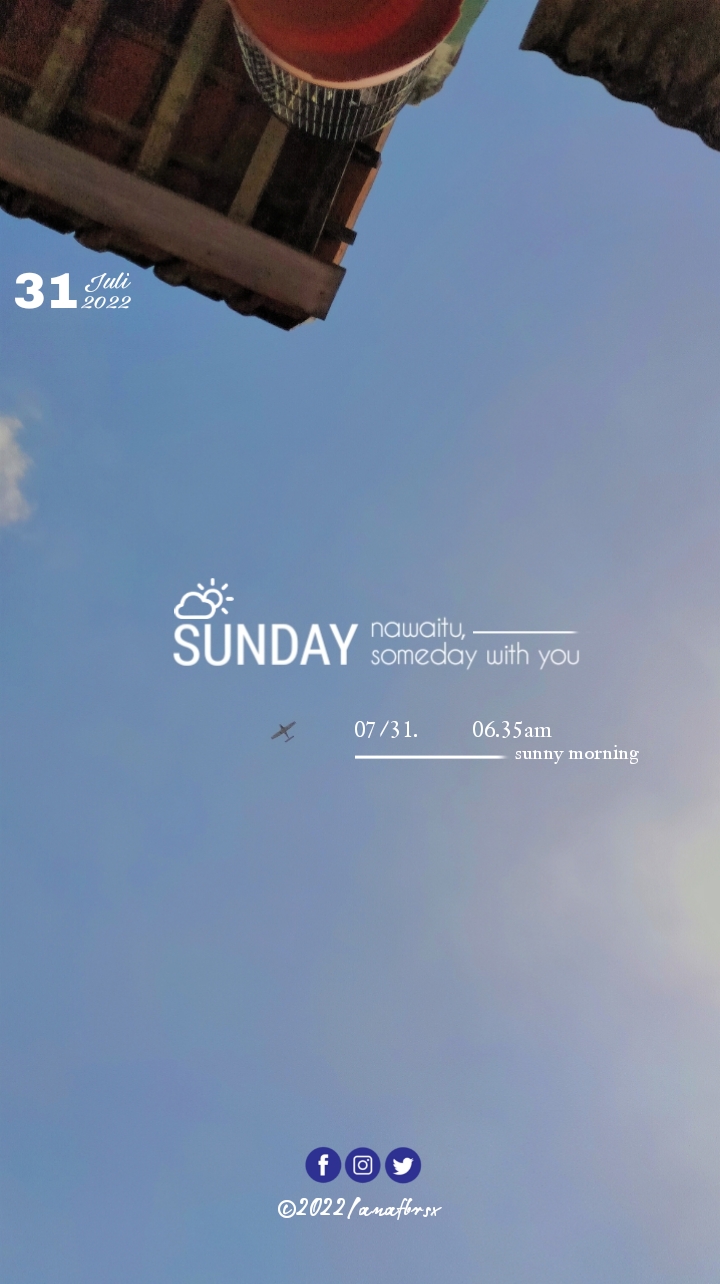 31 Juli
2022
SUNDAY
nawaitu,
someday with you
07/31. 06.35am
sunny morning
©2022/anafbrsx